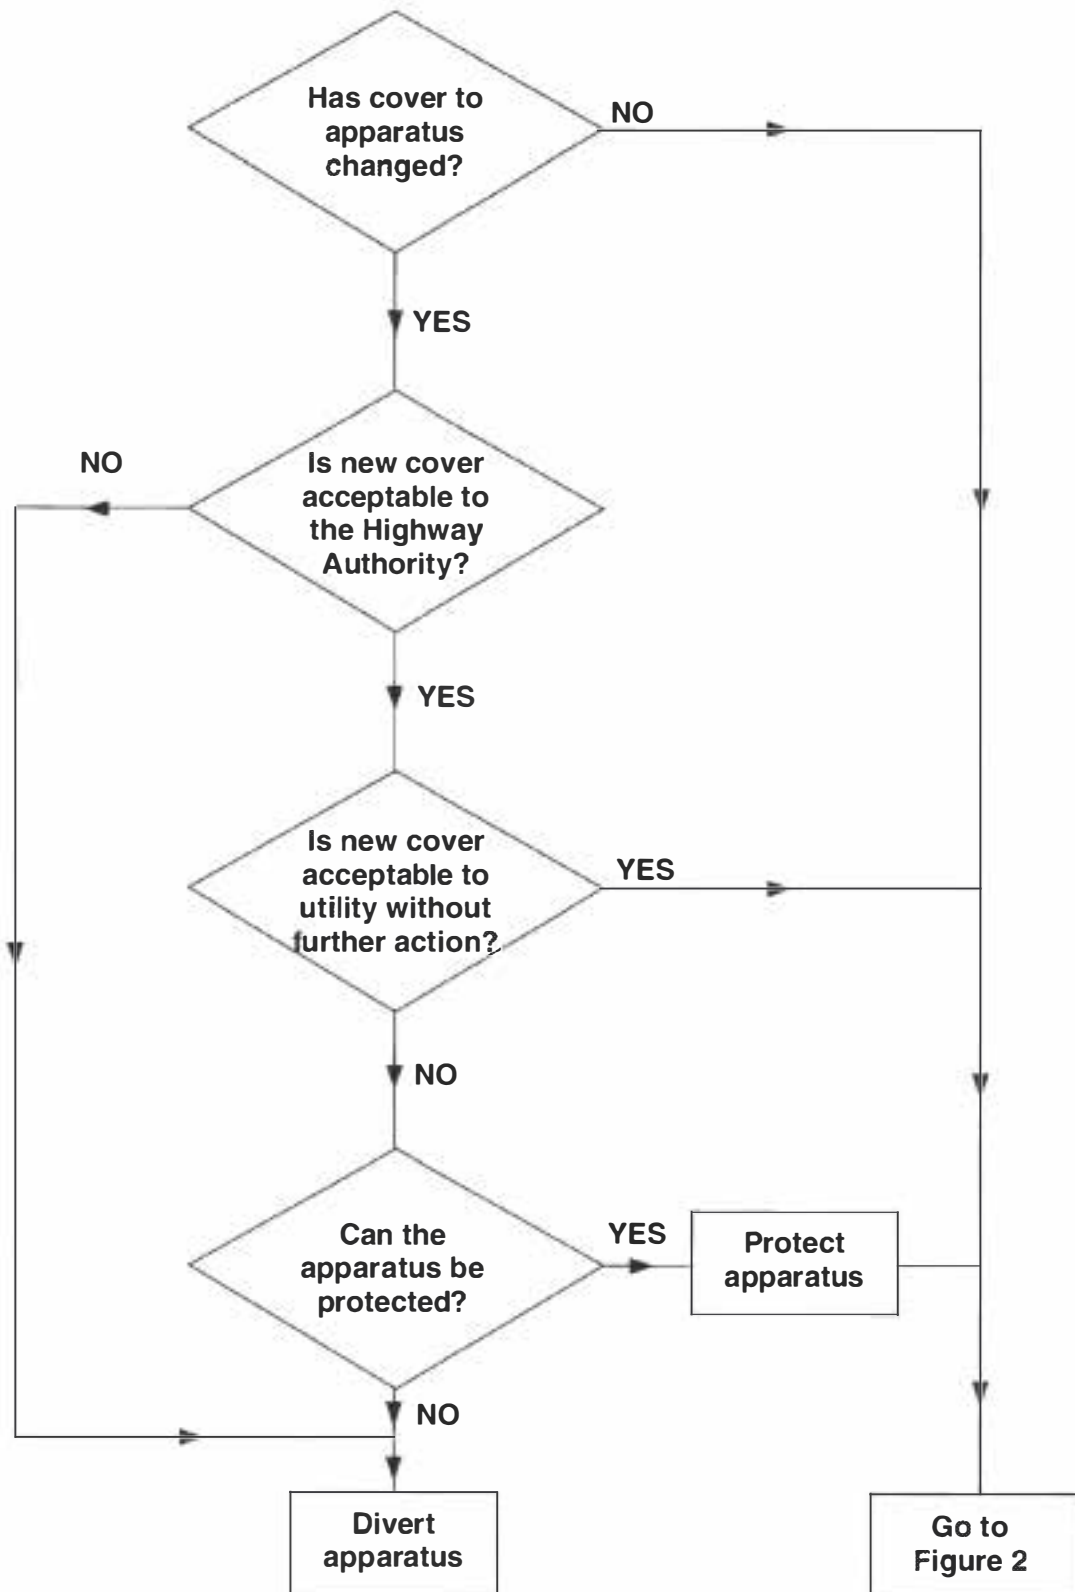 Has cover to
apparatus
changed?
NO
YES
NO
Is new cover
acceptable to
the Highway
Authority?
YES
Is new cover
acceptable to
utility without
further action?
YES
NO
Can the
apparatus be
protected?
YES
Protect
apparatus
NO
Divert
apparatus
Go to
Figure 2